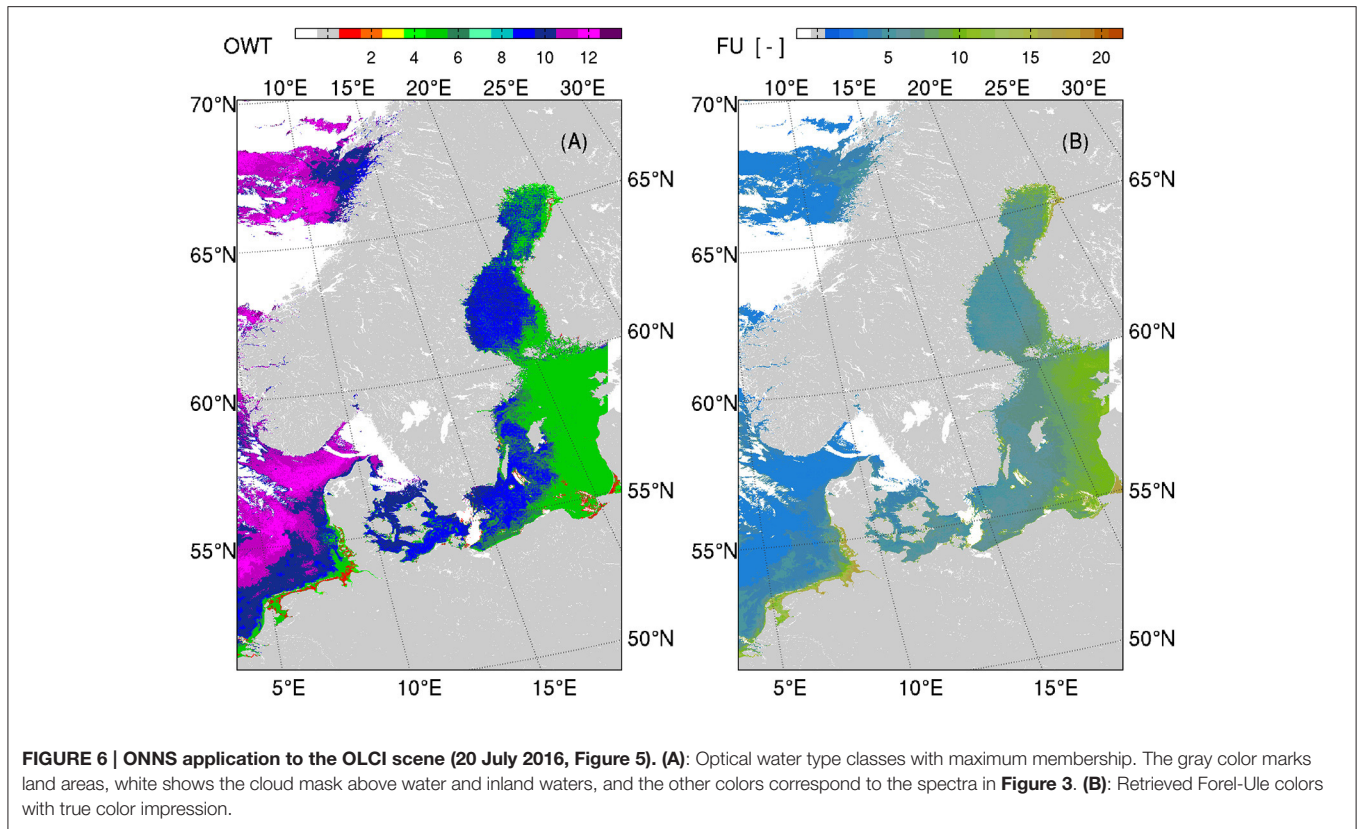 OWT
2 4 6 8 10 12
FU [ - ]
5 10 15 20
10°E 15°E 20°E 25°E 30°E
10°E 15°E 20°E 25°E 30°E
70°N
65°N
60°N
55°N
(A)
65°N
60°N
55°N
50°N
5°E 10°E 15°E
70°N
65°N
60°N
55°N
(B)
65°N
60°N
55°N
50°N
5°E 10°E 15°E
FIGURE 6 | ONNS application to the OLCI scene (20 July 2016, Figure 5). (A): Optical water type classes with maximum membership. The gray color marks
land areas, white shows the cloud mask above water and inland waters, and the other colors correspond to the spectra in Figure 3. (B): Retrieved Forel-Ule colors
with true color impression.